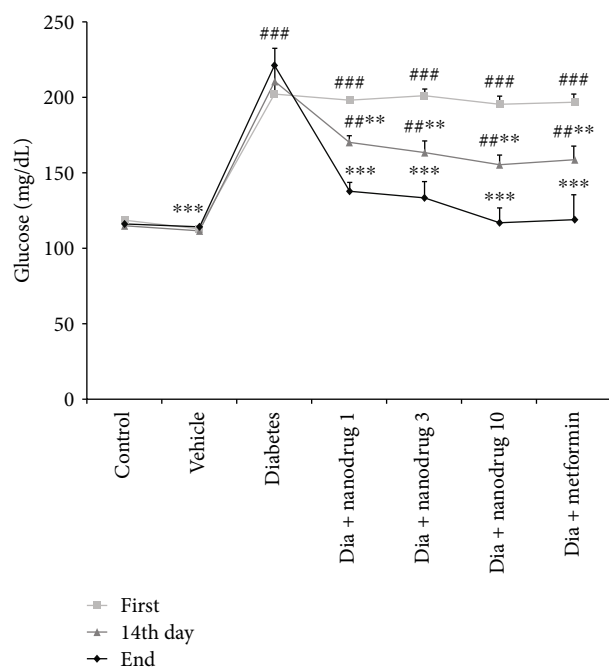 250
200
150
100
50
0
Glucose (mg/dL)
###
###
###
###
###
##**
##**
##**
##**
***
***
***
***
***
Control
Vehicle
Diabetes
Dia + nanodrug 1
Dia + nanodrug 3
Dia + nanodrug 10
Dia + metformin
First
14th day
End